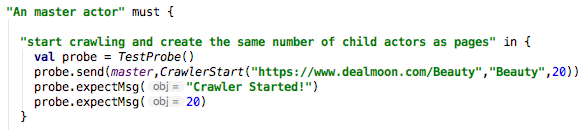 "An master actor" must {
"start crawling and create the same number of child actors as pages" in {
val probe = TestProbe()
probe.send(master,CrawlerStart("https://www.dealmoon.com/Beauty","Beauty",20))
probe.expectMsg( obj = "Crawler Started!")
probe.expectMsg( obj = 20)
}